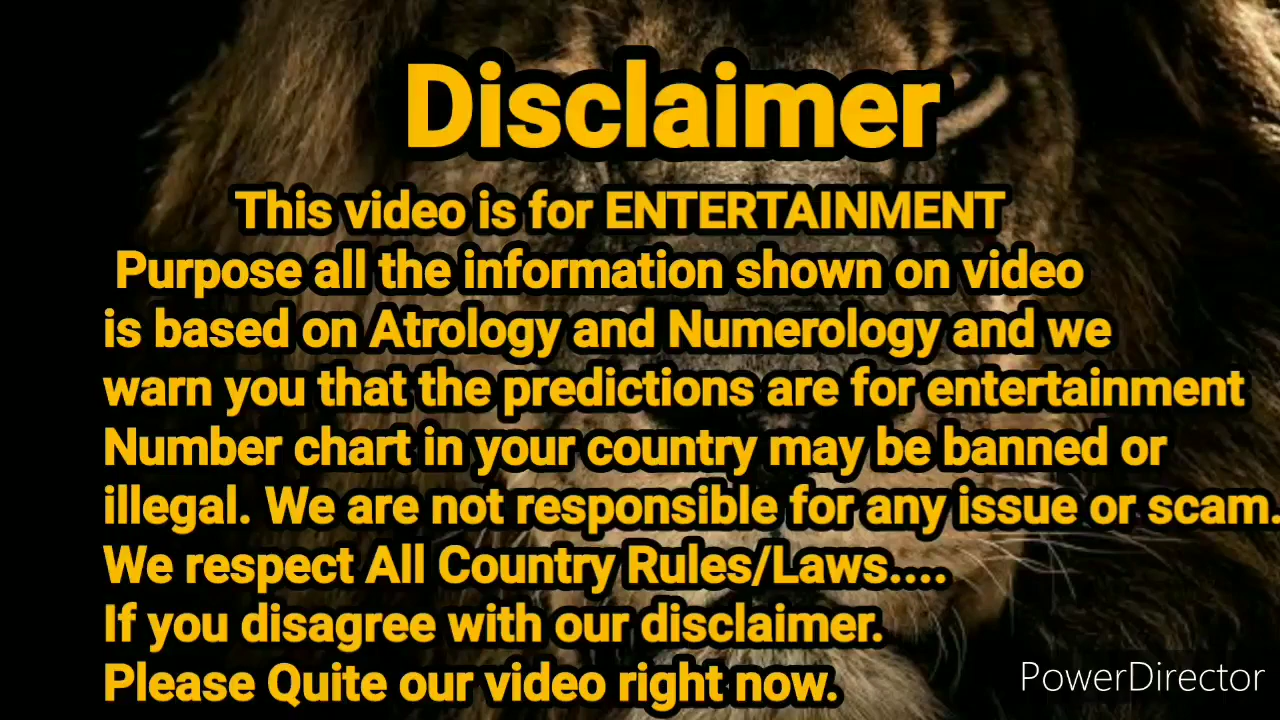 Disclaimer
This video is for ENTERTAINMENT
Purpose all the information shown on video
is based on Atrology and Numerology and we
warn you that the predictions are for entertainment
Number chart in your country may be banned or
illegal. We are not responsible for any issue or scam.
We respect All Country Rules/Laws....
If you disagree with our disclaimer.
Please Quite our video right now.
PowerDirector